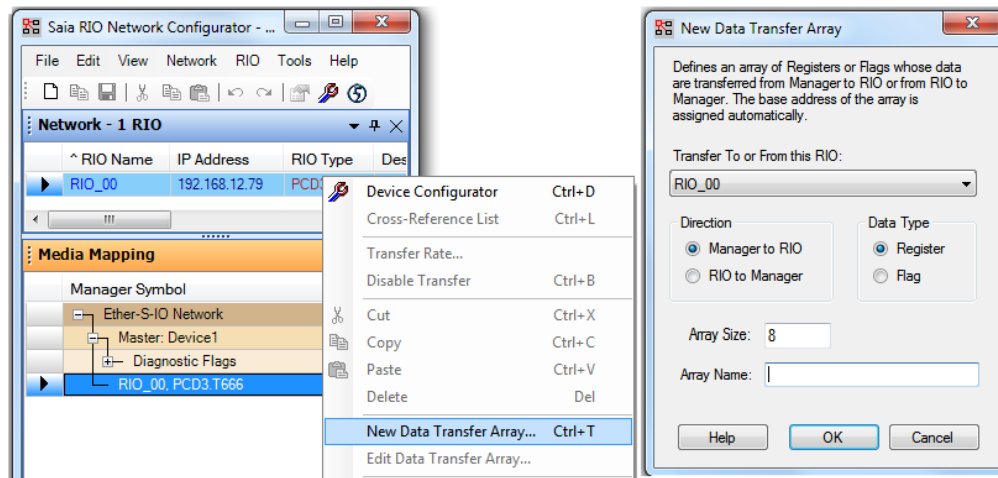 Saia RIO Network Configurator - ...
File Edit View Network RIO Tools Help
Network - 1 RIO
^ RIO Name IP Address RIO Type Des
RIO_00 192.168.12.79 PCD3
Media Mapping
Manager Symbol
Ether-S-IO Network
Master: Device1
Diagnostic Flags
RIO_00, PCD3.T666
Device Configurator Ctrl+D
Cross-Reference List Ctrl+L
Transfer Rate...
Disable Transfer Ctrl+B
Cut Ctrl+X
Copy Ctrl+C
Paste Ctrl+V
Delete Del
New Data Transfer Array... Ctrl+T
Edit Data Transfer Array...
New Data Transfer Array
Defines an array of Registers or Flags whose data
are transferred from Manager to RIO or from RIO to
Manager. The base address of the array is
assigned automatically.
Transfer To or From this RIO:
RIO_00
Direction
Manager to RIO
RIO to Manager
Data Type
Register
Flag
Array Size: 8
Array Name:
Help OK Cancel